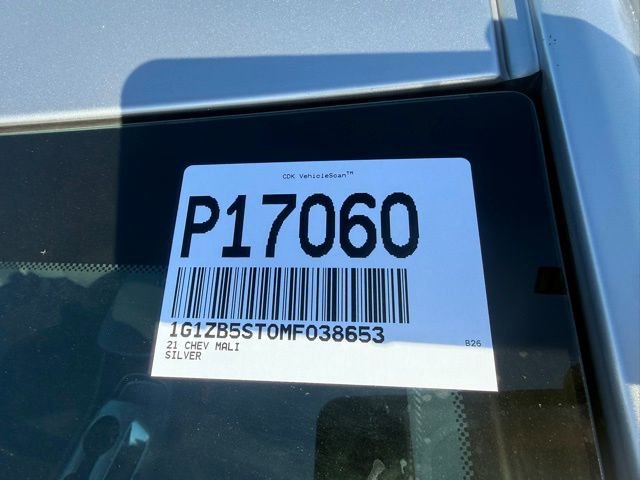 CDK VehicleScan™
P17060
1G1ZB5ST0MF038653
21 CHEV MALI B26
SILVER